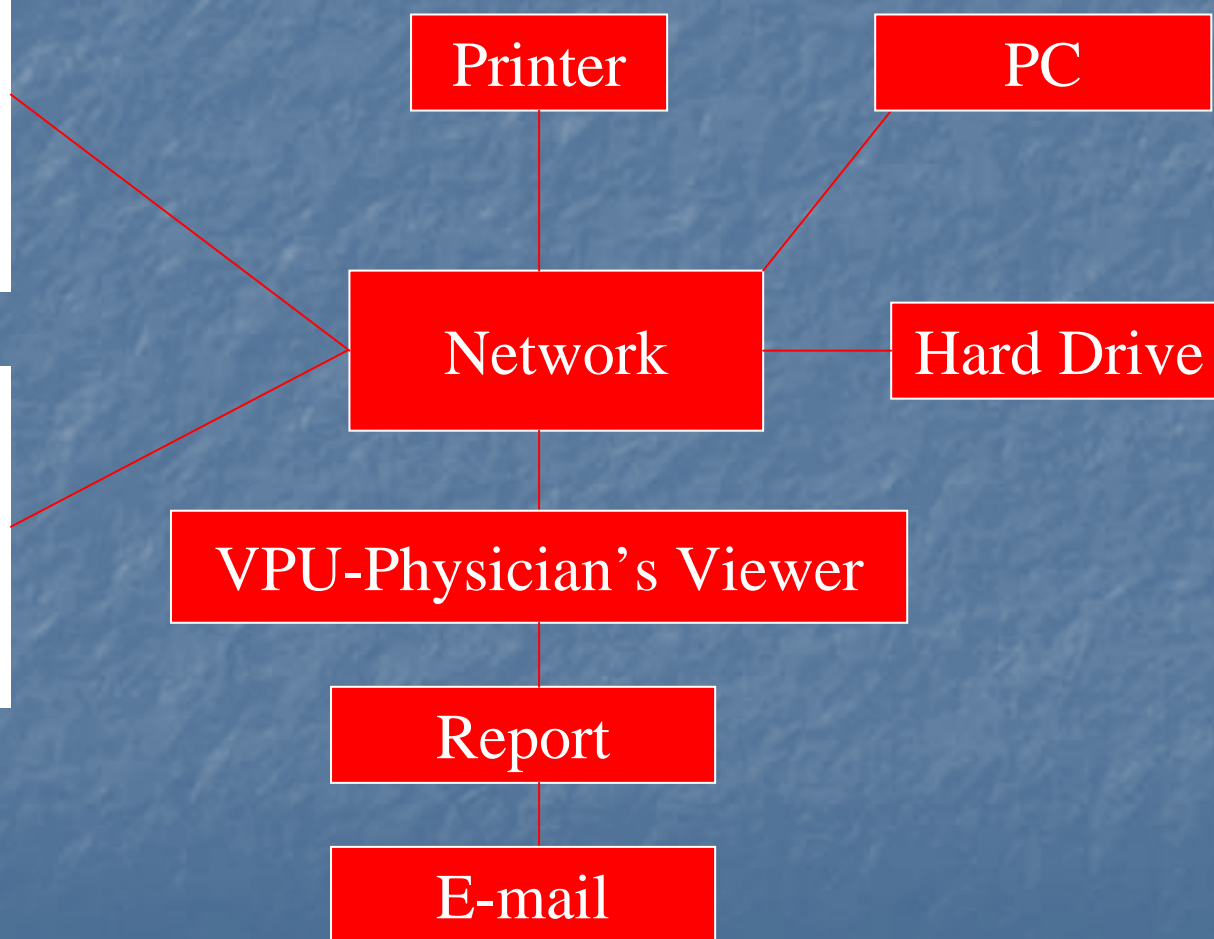 Printer
PC
Network
Hard Drive
VPU-Physician’s Viewer
Report
E-mail